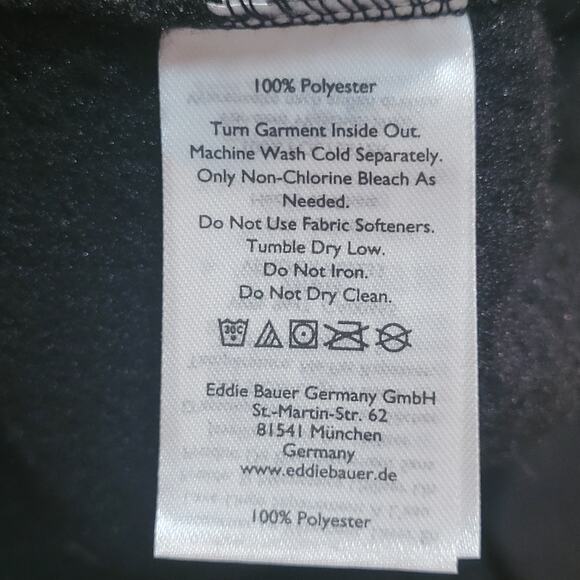 100% Polyester
Turn Garment Inside Out.
Machine Wash Cold Separately.
Only Non-Chlorine Bleach As
Needed.
Do Not Use Fabric Softeners.
Tumble Dry Low.
Do Not Iron.
Do Not Dry Clean.
30C
Eddie Bauer Germany GmbH
St.-Martin-Str. 62
81541 München
Germany
www.eddiebauer.de
100% Polyester